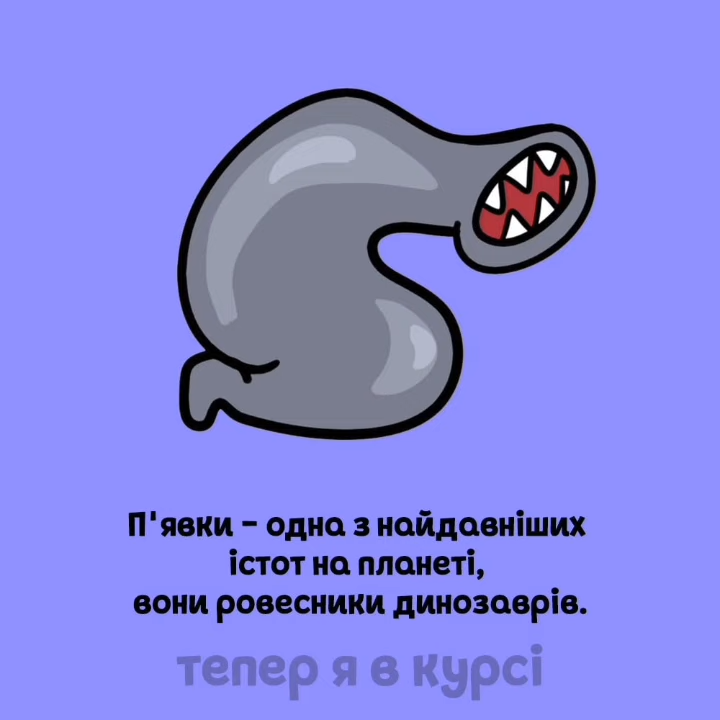 П'явки - одна з найдавніших
істот на планеті,
вони ровесники динозаврів.
тепер я в курсі